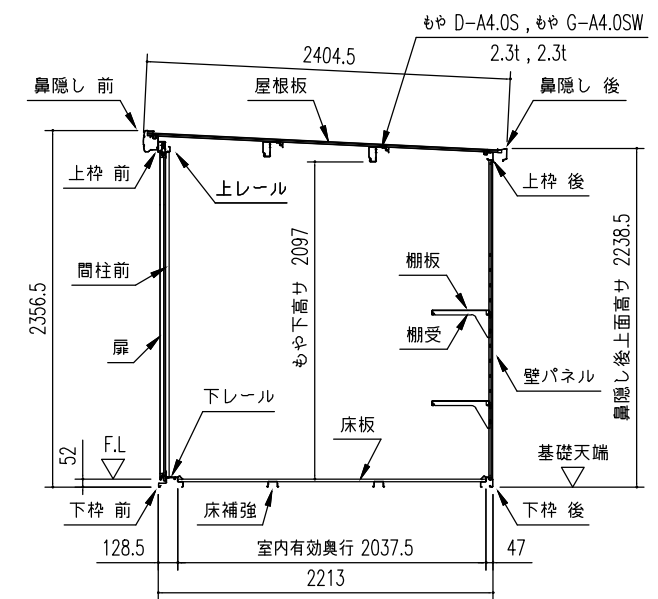 もや D-A4.0S , もや G-A4.0SW
2.3t , 2.3t
2404.5
鼻隠し 前
屋根板
鼻隠し 後
上枠 前
上レール
上枠 後
間柱前
扉
2356.5
もや下高サ 2097
棚板
棚受
壁パネル
鼻隠し後上面高サ 2238.5
下レール
床板
F.L
52
基礎天端
下枠 前
床補強
下枠 後
128.5
室内有効奥行 2037.5
47
2213